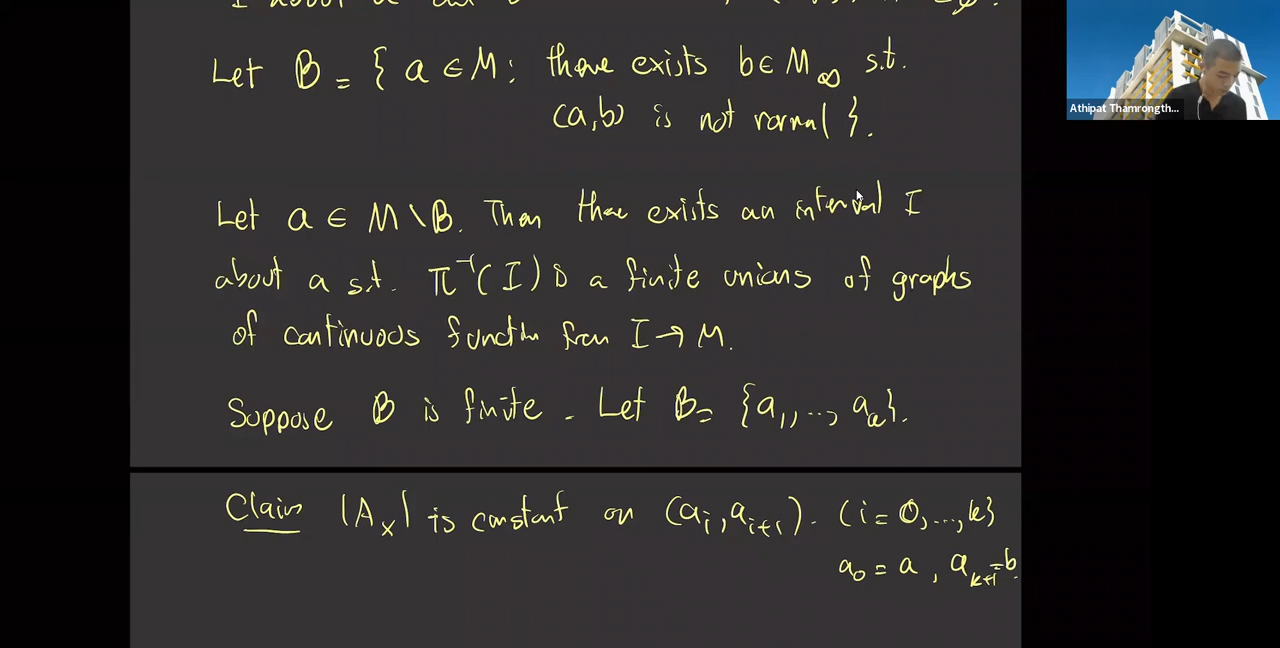 I about a
Let B = { a ∈ M : there exists b ∈ M∞ s.t.
(a,b) is not normal }.
Let a ∈ M \ B. Then there exists an interval I
about a s.t. π⁻¹(I) is a finite unions of graphs
of continuous function from I → M.
Suppose B is finite. Let B = {a₁, ..., aₖ}.
Claim |Aₓ| is constant on (aᵢ, aᵢ₊₁). (i = 0, ..., k)
a₀ = a, aₖ₊₁ = b.
Athipat Thamrongth...